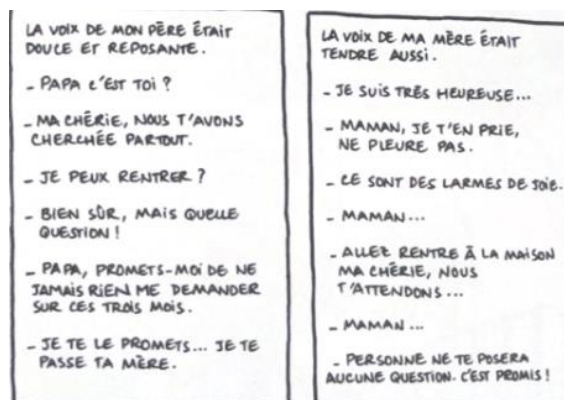 LA VOIX DE MON PÈRE ÉTAIT
DOUCE ET REPOSANTE.
- PAPA C'EST TOI ?
- MA CHÉRIE, NOUS T'AVONS
CHERCHÉE PARTOUT.
- JE PEUX RENTRER ?
- BIEN SÛR, MAIS QUELLE
QUESTION !
- PAPA, PROMETS-MOI DE NE
JAMAIS RIEN ME DEMANDER
SUR CES TROIS MOIS.
- JE TE LE PROMETS... JE TE
PASSE TA MÈRE.
LA VOIX DE MA MÈRE ÉTAIT
TENDRE AUSSI.
- JE SUIS TRÈS HEUREUSE...
- MAMAN, JE T'EN PRIE,
NE PLEURE PAS.
- CE SONT DES LARMES DE JOIE.
- MAMAN...
- ALLEZ RENTRE À LA MAISON
MA CHÉRIE, NOUS
T'ATTENDONS...
- MAMAN...
- PERSONNE NE TE POSERA
AUCUNE QUESTION. C'EST PROMIS !